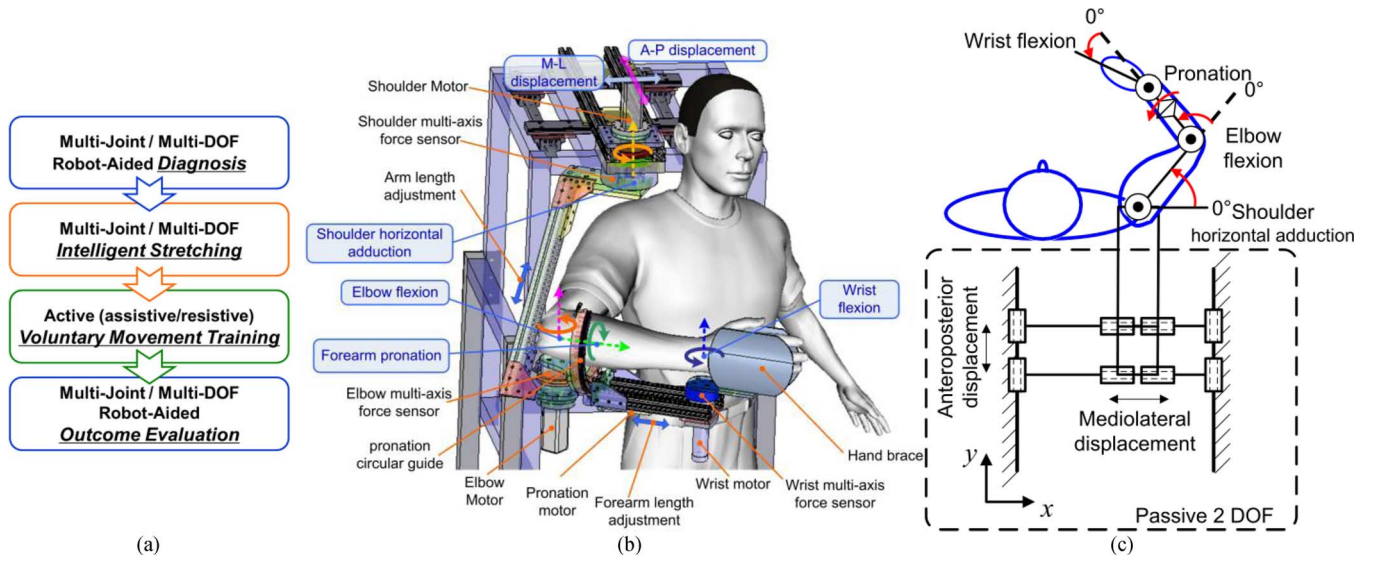 Multi-Joint / Multi-DOF
Robot-Aided Diagnosis
Multi-Joint / Multi-DOF
Intelligent Stretching
Active (assistive/resistive)
Voluntary Movement Training
Multi-Joint / Multi-DOF
Robot-Aided
Outcome Evaluation
(a)
A-P displacement
M-L
displacement
Shoulder Motor
Shoulder multi-axis
force sensor
Arm length
adjustment
Shoulder horizontal
adduction
Elbow flexion
Wrist
flexion
Forearm pronation
Elbow multi-axis
force sensor
pronation
circular guide
Elbow
Motor
Pronation
motor
Forearm length
adjustment
Wrist motor
Wrist multi-axis
force sensor
Hand brace
(b)
0°
Wrist flexion
Pronation
0°
Elbow
flexion
0°Shoulder
horizontal adduction
Anteroposterior
displacement
Mediolateral
displacement
y
x
Passive 2 DOF
(c)